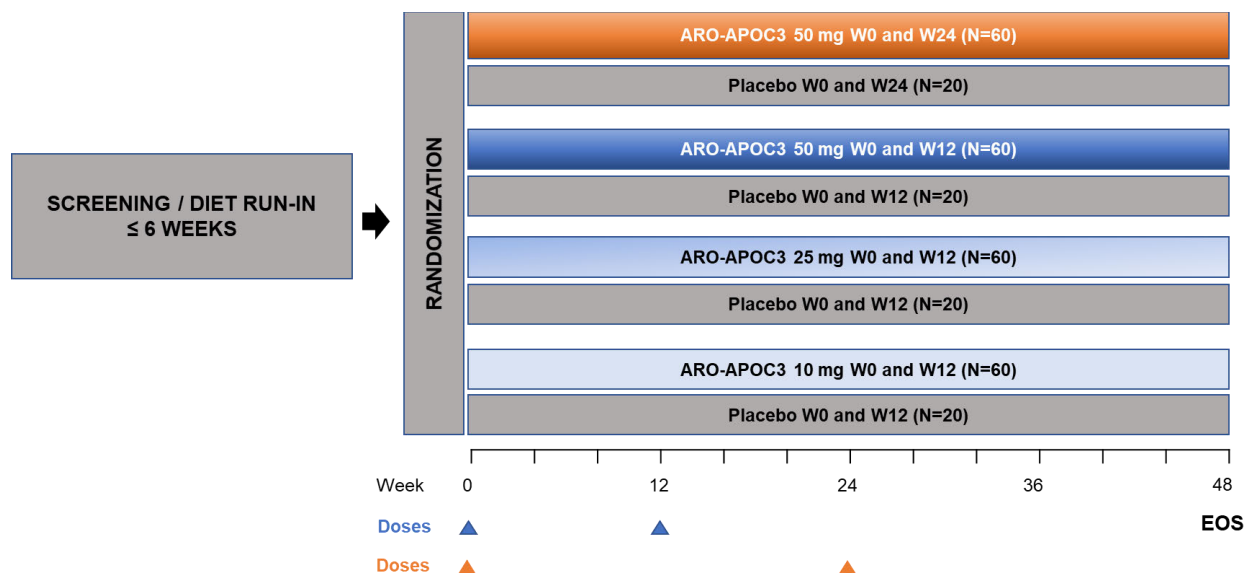 SCREENING / DIET RUN-IN
≤ 6 WEEKS
RANDOMIZATION
ARO-APOC3 50 mg W0 and W24 (N=60)
Placebo W0 and W24 (N=20)
ARO-APOC3 50 mg W0 and W12 (N=60)
Placebo W0 and W12 (N=20)
ARO-APOC3 25 mg W0 and W12 (N=60)
Placebo W0 and W12 (N=20)
ARO-APOC3 10 mg W0 and W12 (N=60)
Placebo W0 and W12 (N=20)
Week 0 12 24 36 48
Doses
EOS
Doses